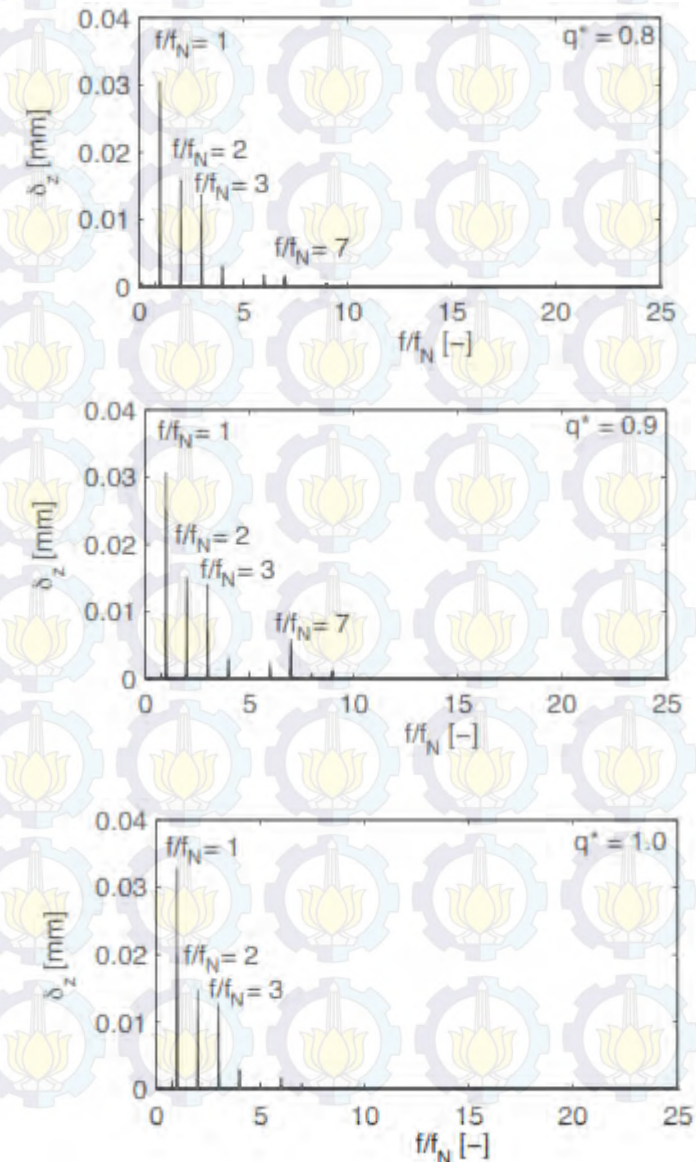 0.04
f/f_N = 1
q* = 0.8
0.03
δ_z [mm]
0.02
f/f_N = 2
f/f_N = 3
0.01
f/f_N = 7
0
0 5 10 15 20 25
f/f_N [–]
0.04
f/f_N = 1
q* = 0.9
0.03
δ_z [mm]
0.02
f/f_N = 2
f/f_N = 3
0.01
f/f_N = 7
0
0 5 10 15 20 25
f/f_N [–]
0.04
f/f_N = 1
q* = 1.0
0.03
δ_z [mm]
0.02
f/f_N = 2
f/f_N = 3
0.01
0
0 5 10 15 20 25
f/f_N [–]